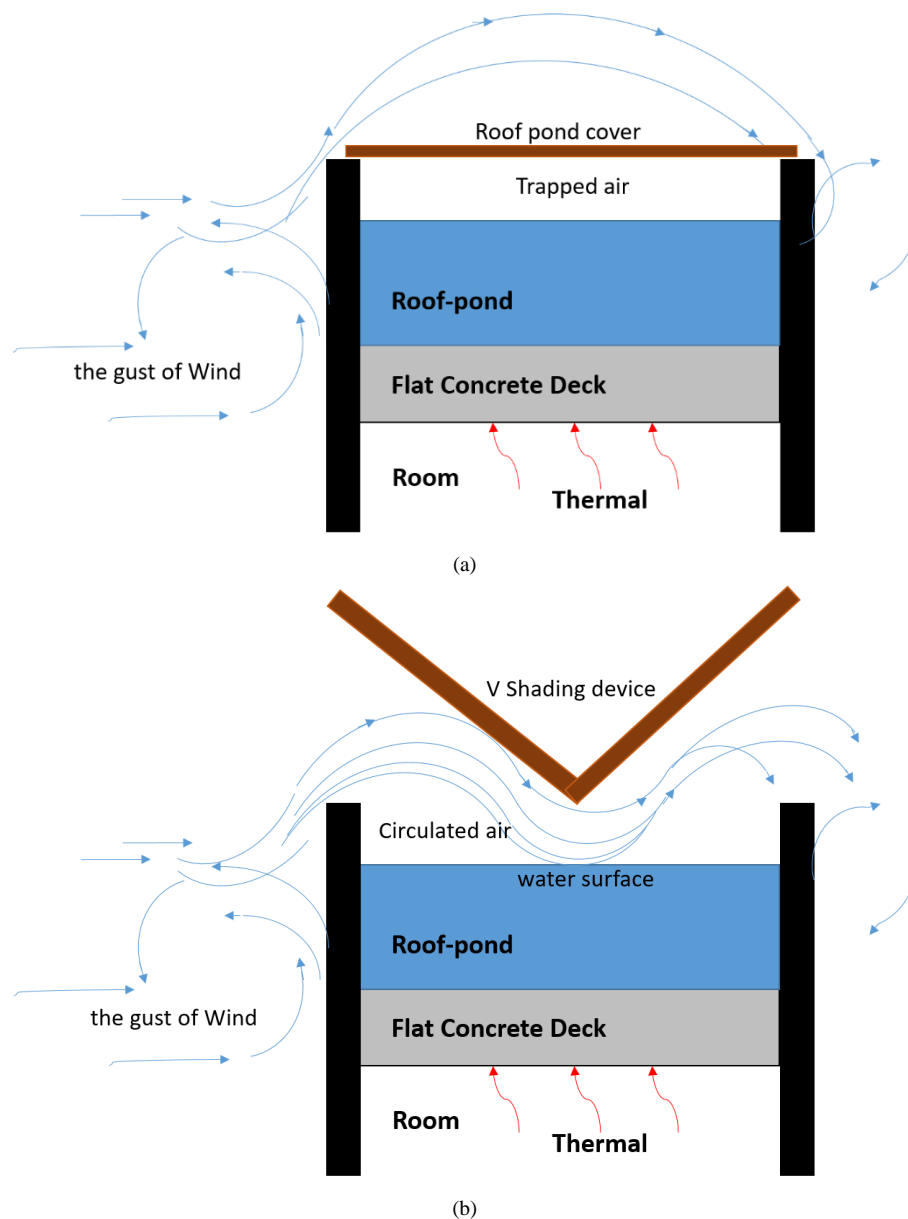 Roof pond cover
Trapped air
Roof-pond
the gust of Wind
Flat Concrete Deck
Room
Thermal
(a)
V Shading device
Circulated air
water surface
Roof-pond
the gust of Wind
Flat Concrete Deck
Room
Thermal
(b)